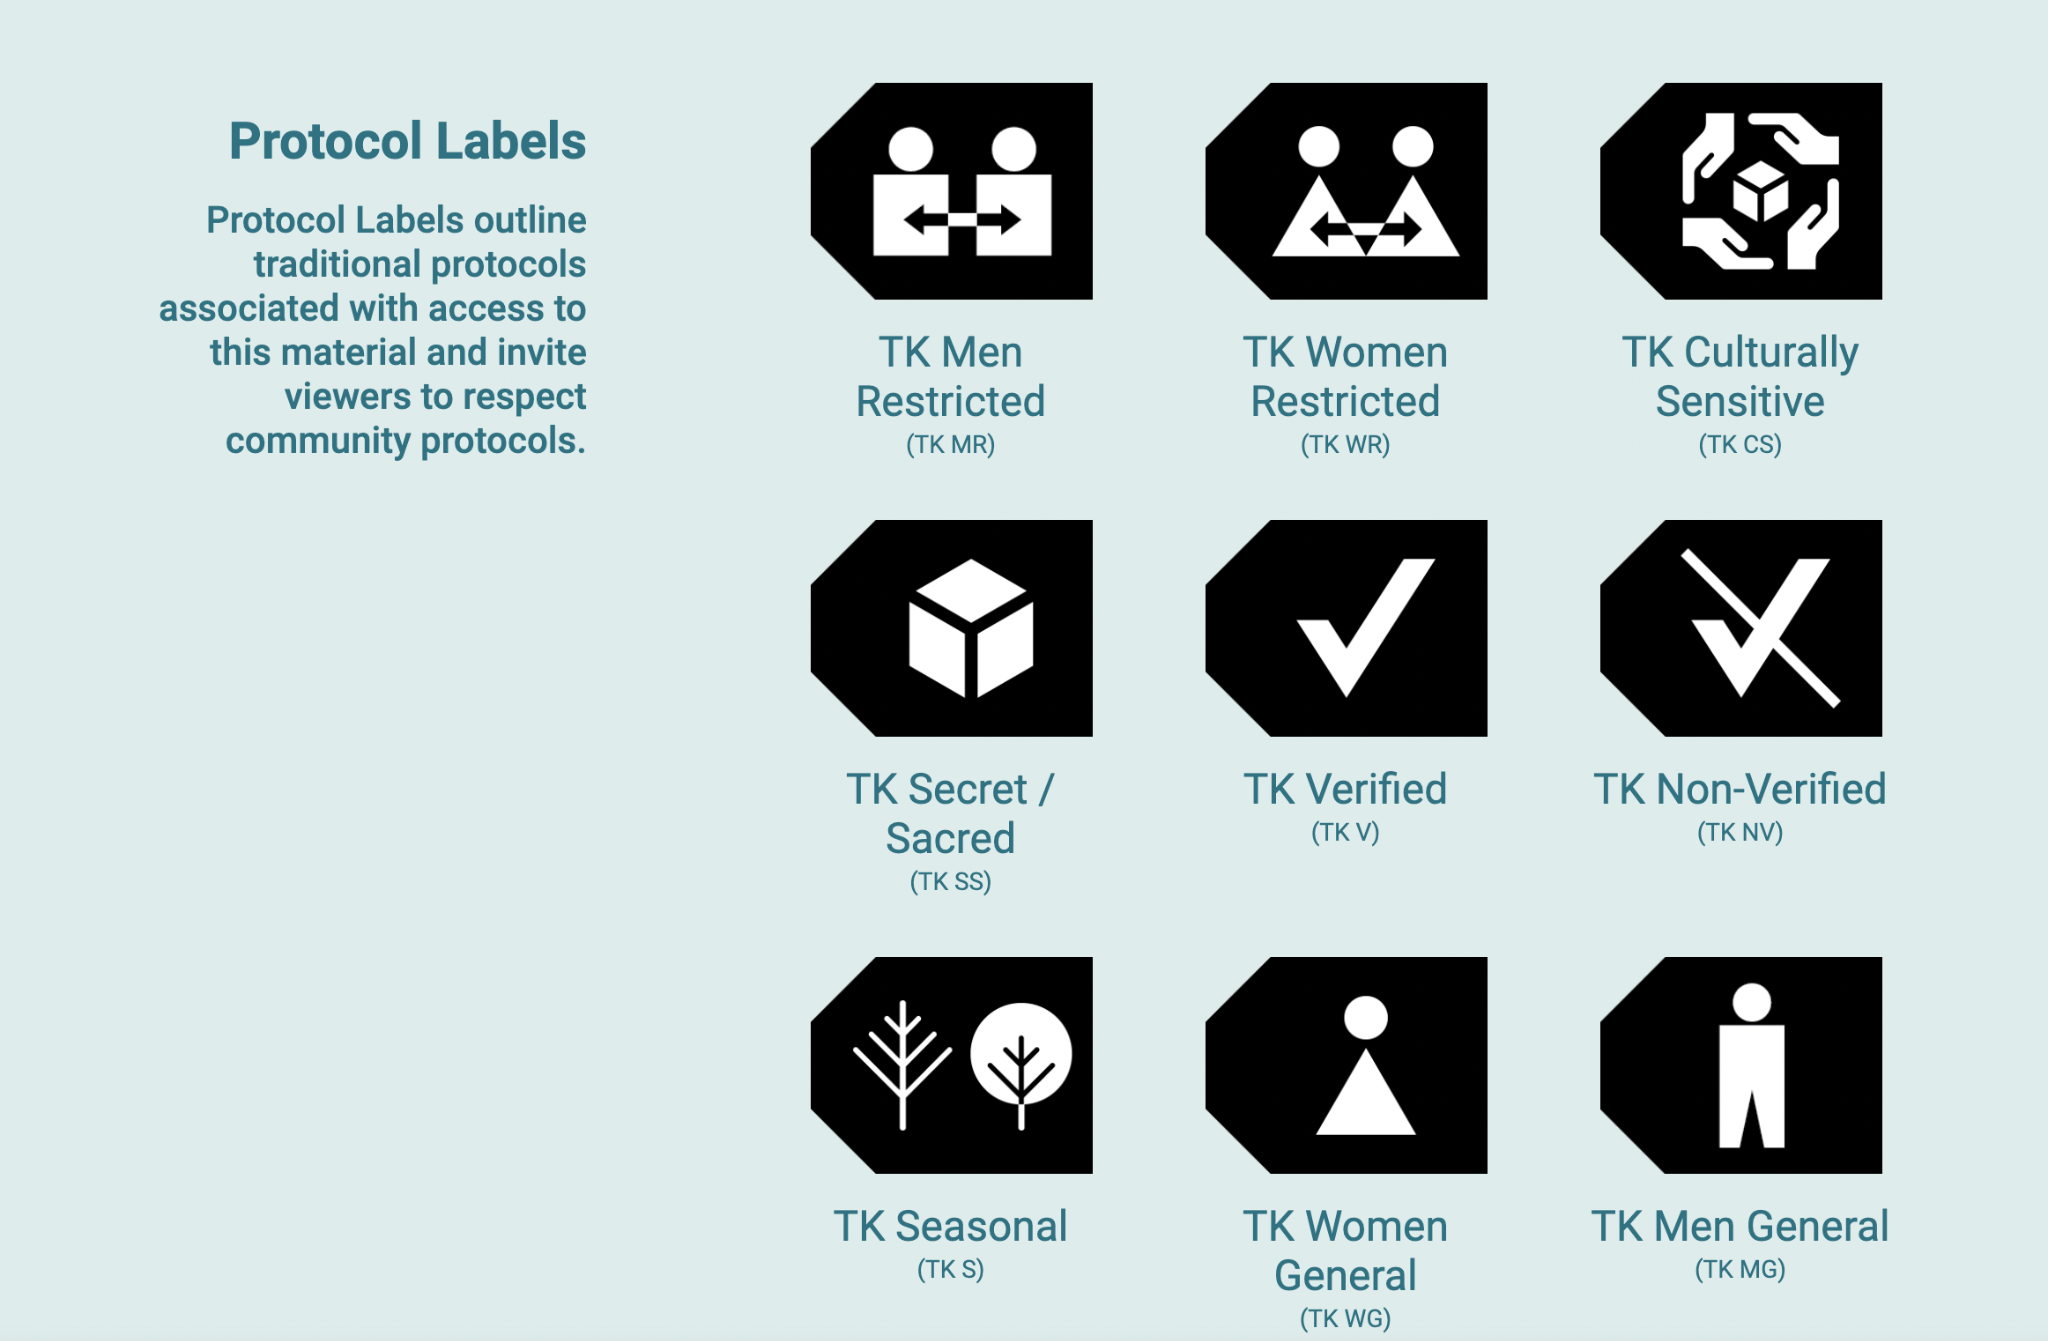 Protocol Labels
Protocol Labels outline
traditional protocols
associated with access to
this material and invite
viewers to respect
community protocols.
TK Men
Restricted
(TK MR)
TK Women
Restricted
(TK WR)
TK Culturally
Sensitive
(TK CS)
TK Secret /
Sacred
(TK SS)
TK Verified
(TK V)
TK Non-Verified
(TK NV)
TK Seasonal
(TK S)
TK Women
General
(TK WG)
TK Men General
(TK MG)